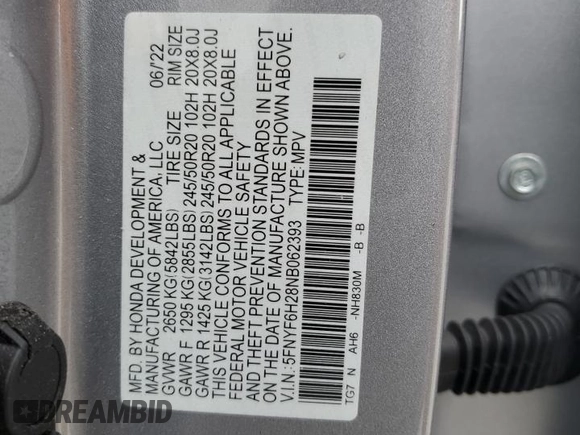 MFD. BY HONDA DEVELOPMENT &
MANUFACTURING OF AMERICA, LLC 06/'22
GVWR 2650 KG(5842LBS) TIRE SIZE RIM SIZE
GAWR F 1295 KG(2855LBS)245/50R20 102H 20X8.0J
GAWR R 1425 KG(3142LBS)245/50R20 102H 20X8.0J
THIS VEHICLE CONFORMS TO ALL APPLICABLE
FEDERAL MOTOR VEHICLE SAFETY
AND THEFT PREVENTION STANDARDS IN EFFECT
ON THE DATE OF MANUFACTURE SHOWN ABOVE.
V.I.N.:5FNYF6H28NB062393 TYPE:MPV
TG7 N AH6 -NH830M -B -B
DREAMBID